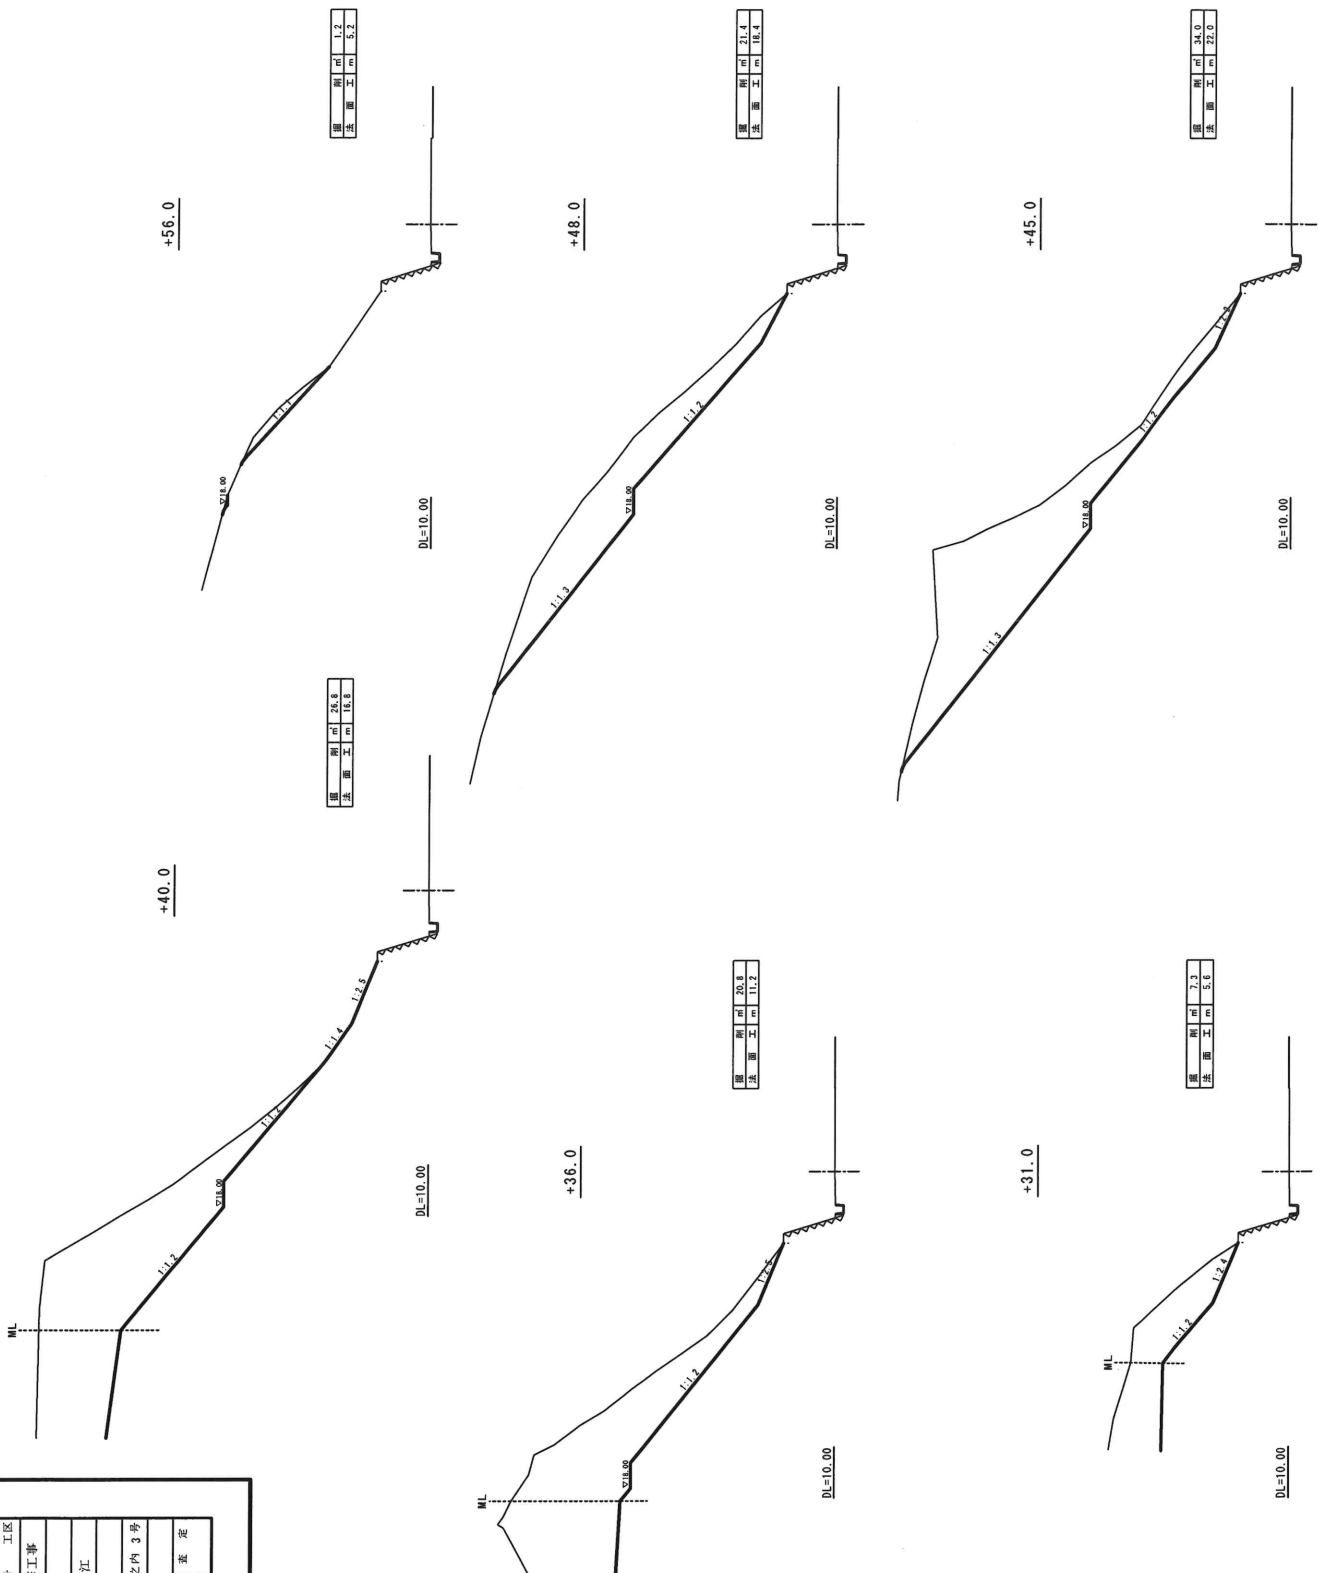 +56.0
掘 削 ㎡ 1.2
法 面 工 m 5.2
1:1.1
▽18.00
DL=10.00
+48.0
掘 削 ㎡ 21.4
法 面 工 m 18.4
1:1.2
▽18.00
1:1.3
DL=10.00
+45.0
掘 削 ㎡ 34.0
法 面 工 m 22.0
1:1.2
▽18.00
1:1.3
DL=10.00
+40.0
掘 削 ㎡ 26.8
法 面 工 m 16.8
1:2.5
1:1.4
1:1.2
▽18.00
1:1.2
ML
DL=10.00
+36.0
掘 削 ㎡ 20.8
法 面 工 m 11.2
1:1.2
▽18.00
ML
DL=10.00
+31.0
掘 削 ㎡ 7.3
法 面 工 m 5.6
1:2.4
1:1.2
ML
DL=10.00
工区
工事
江
之内 3 号
査 定